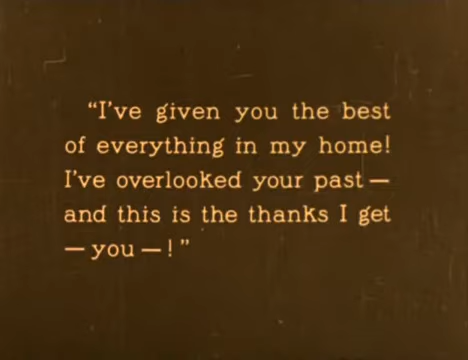 "I've given you the best
of everything in my home!
I've overlooked your past—
and this is the thanks I get
—you—!"